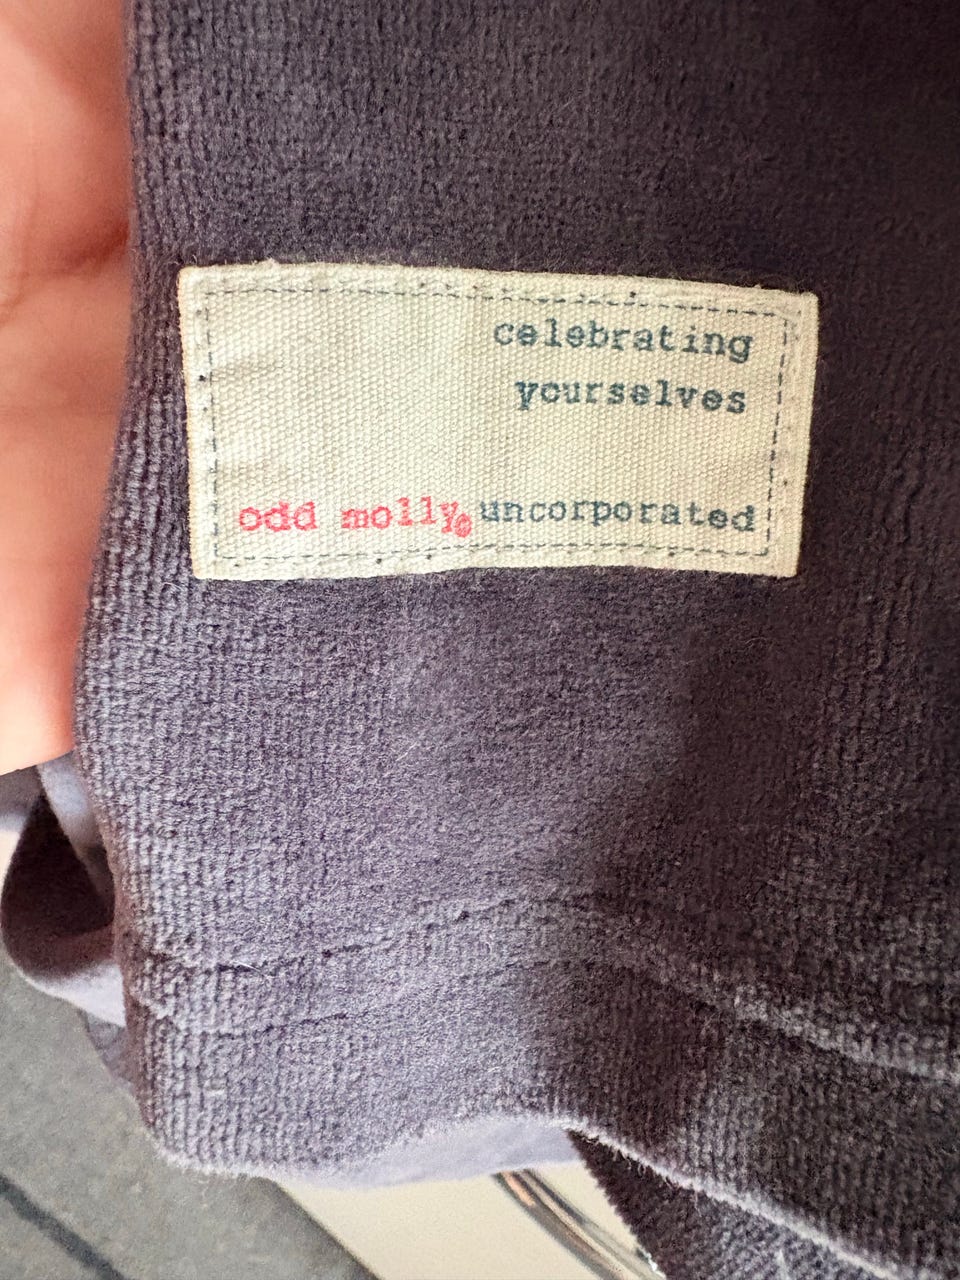 celebrating
yourselves
odd molly© uncorporated